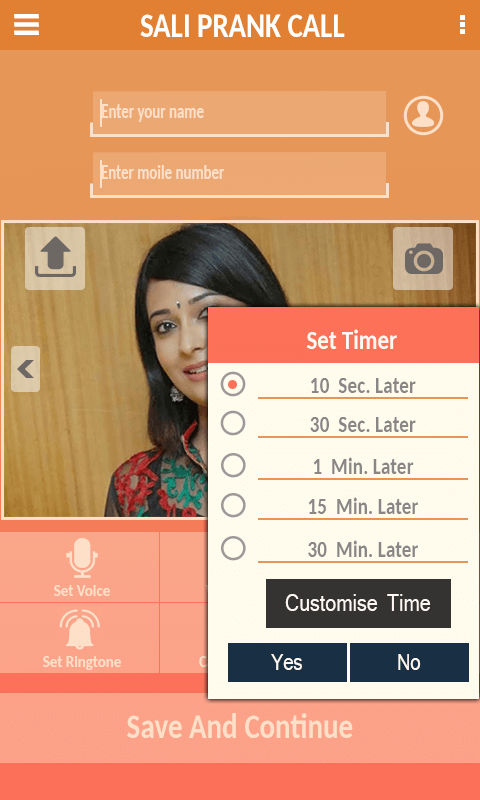 SALI PRANK CALL
Enter your name
Enter moile number
Set Timer
10 Sec. Later
30 Sec. Later
1 Min. Later
15 Min. Later
30 Min. Later
Customise Time
Yes No
Set Voice
Set Ringtone
Save And Continue